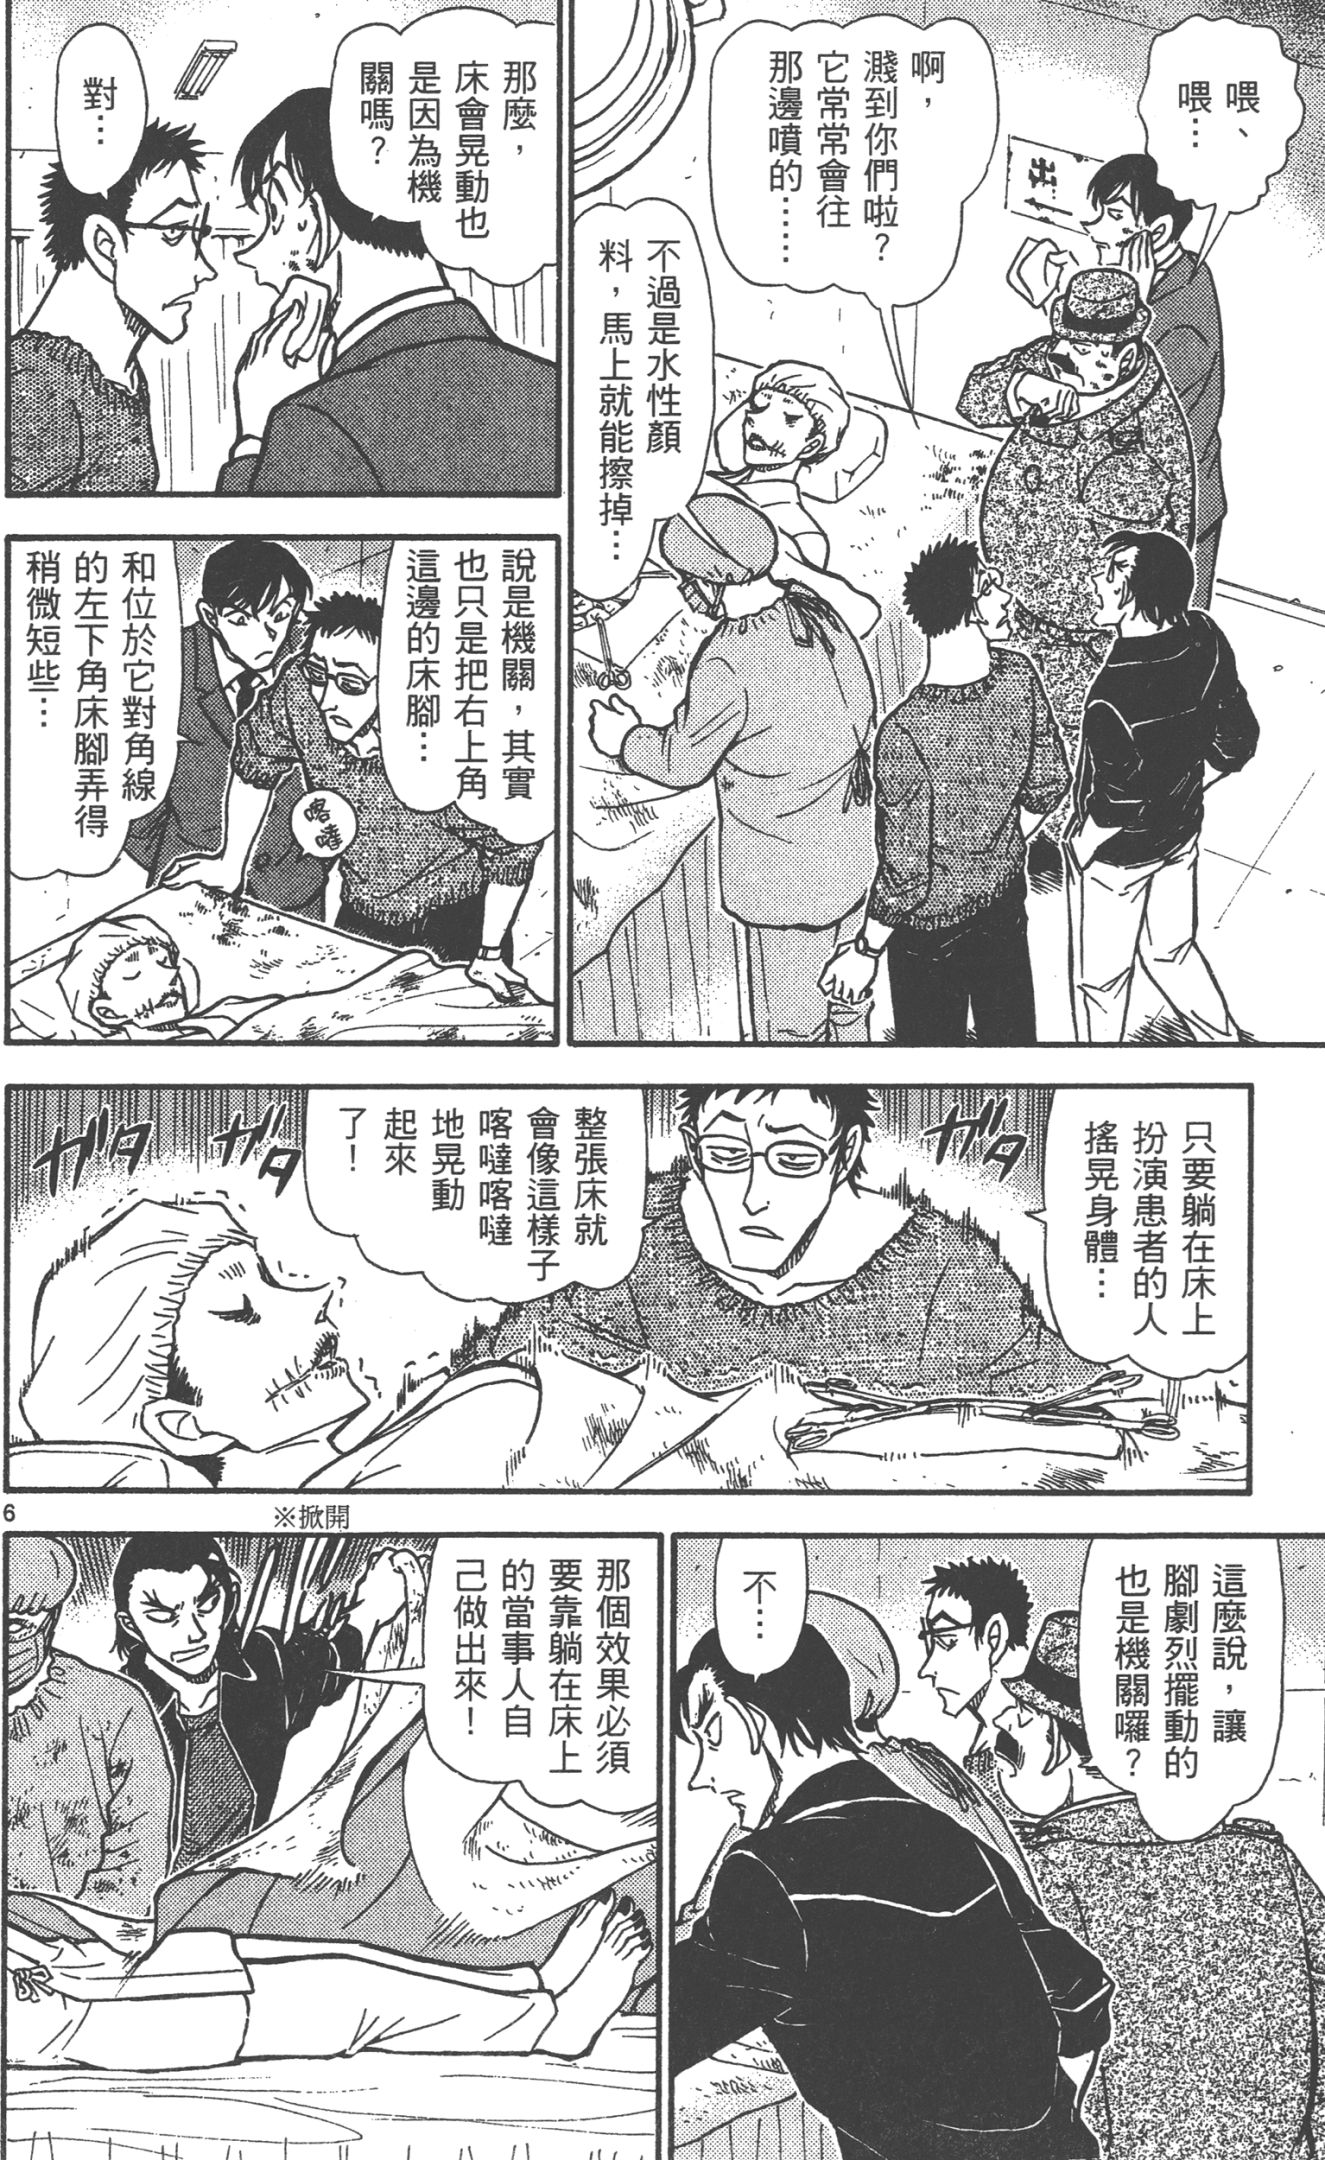 喂、
喂…
啊，
濺到你們啦？
它常常會往
那邊噴的……
不過是水性顏
料，馬上就能擦掉…
那麼，
床會晃動也
是因為機
關嗎？
對…
說是機關，其實
也只是把右上角
這邊的床腳…
喀噠
和位於它對角線
的左下角床腳弄得
稍微短些…
只要躺在床上
扮演患者的人
搖晃身體…
整張床就
會像這樣子
喀噠喀噠
地晃動
起來
了！
ガタ
ガタ
6
這麼說，讓
腳劇烈擺動的
也是機關囉？
不…
※掀開
那個效果必須
要靠躺在床上
的當事人自
己做出來！